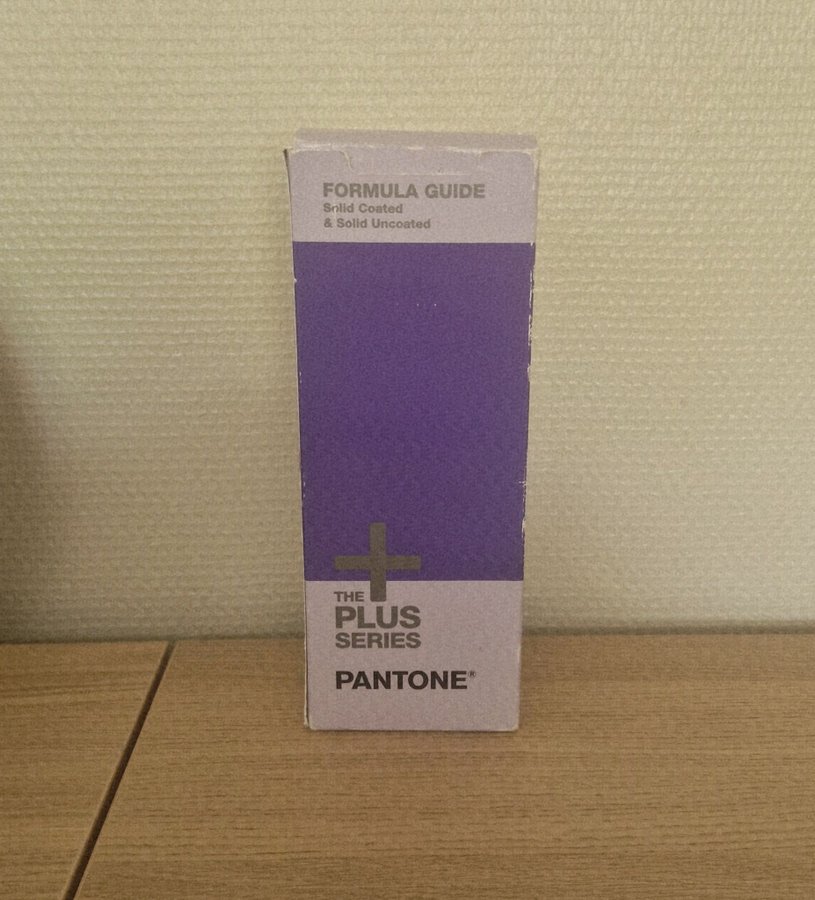 FORMULA GUIDE
Solid Coated
& Solid Uncoated
THE
PLUS
SERIES
PANTONE®